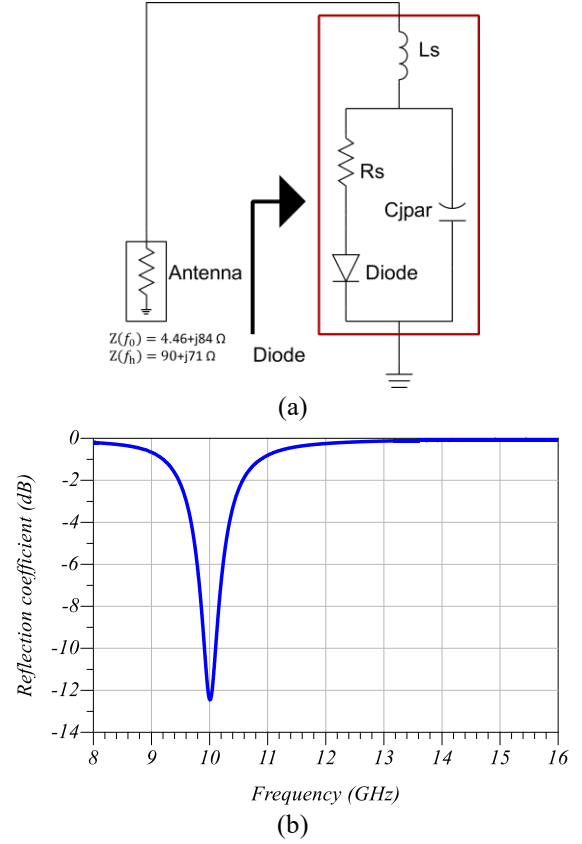 Ls
Rs
Cjpar
Antenna
Diode
Z(f₀) = 4.46+j84 Ω
Z(fₕ) = 90+j71 Ω
Diode
(a)
0
-2
-4
-6
-8
-10
-12
-14
Reflection coefficient (dB)
8 9 10 11 12 13 14 15 16
Frequency (GHz)
(b)